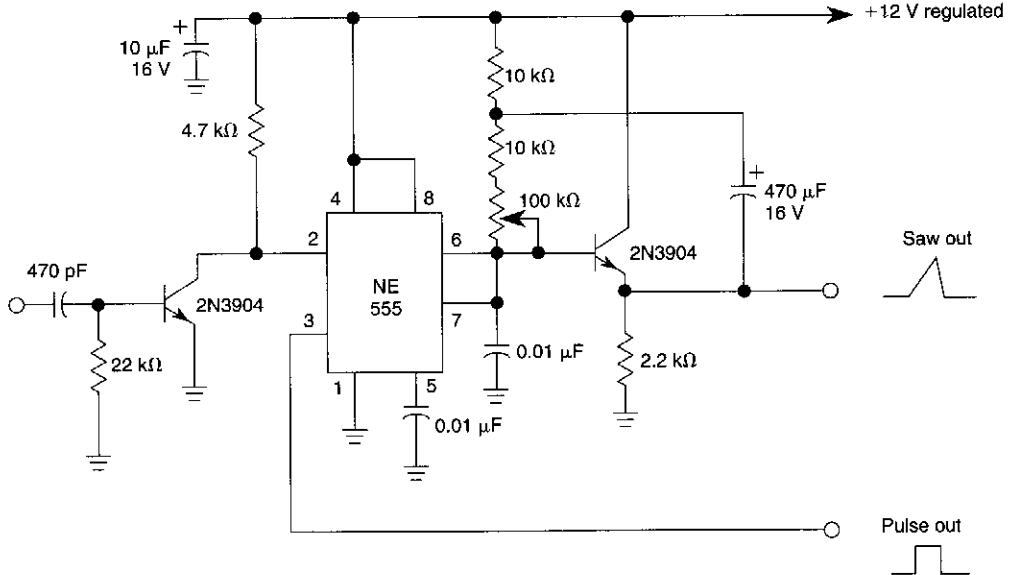 +12 V regulated
+
10 μF
16 V
10 kΩ
4.7 kΩ
10 kΩ
+
470 μF
16 V
4
8
100 kΩ
2
6
2N3904
Saw out
470 pF
2N3904
NE
555
3
7
22 kΩ
0.01 μF
2.2 kΩ
1
5
0.01 μF
Pulse out